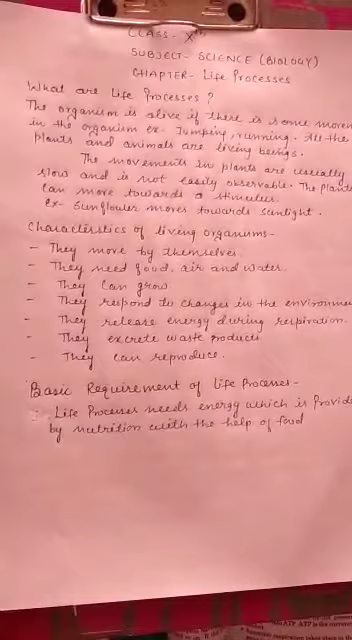 CLASS- Xth
SUBJECT- SCIENCE (BIOLOGY)
CHAPTER- Life Processes
What are Life Processes?
The organism is alive if there is some movem
in the organism ex- Jumping, running. All the
plants and animals are living beings.
The movements in plants are usually
slow and is not easily observable. The plants
can move towards a stimulus.
ex- Sunflower moves towards sunlight.
Characteristics of living organisms-
- They move by themselves.
- They need food, air and water.
- They can grow
- They respond to changes in the environme
- They release energy during respiration.
- They excrete waste products
- They can reproduce.
Basic Requirement of Life Processes-
Life Processes needs energy which is Provid
by nutrition with the help of food